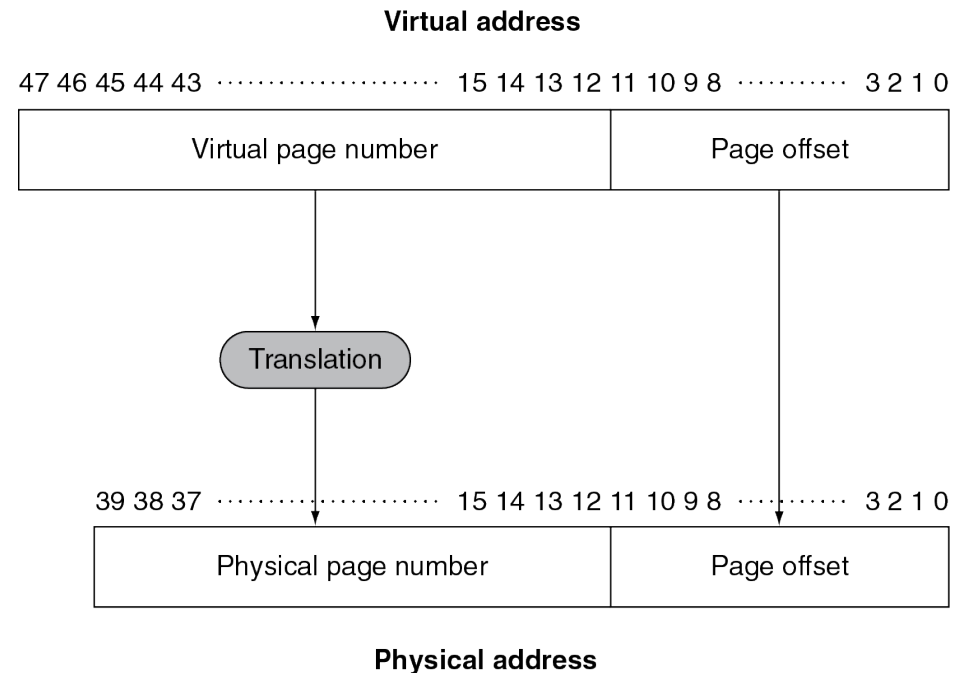 Virtual address
47 46 45 44 43 ······················ 15 14 13 12 11 10 9 8 ··········· 3 2 1 0
Virtual page number Page offset
Translation
39 38 37 ······················ 15 14 13 12 11 10 9 8 ··········· 3 2 1 0
Physical page number Page offset
Physical address